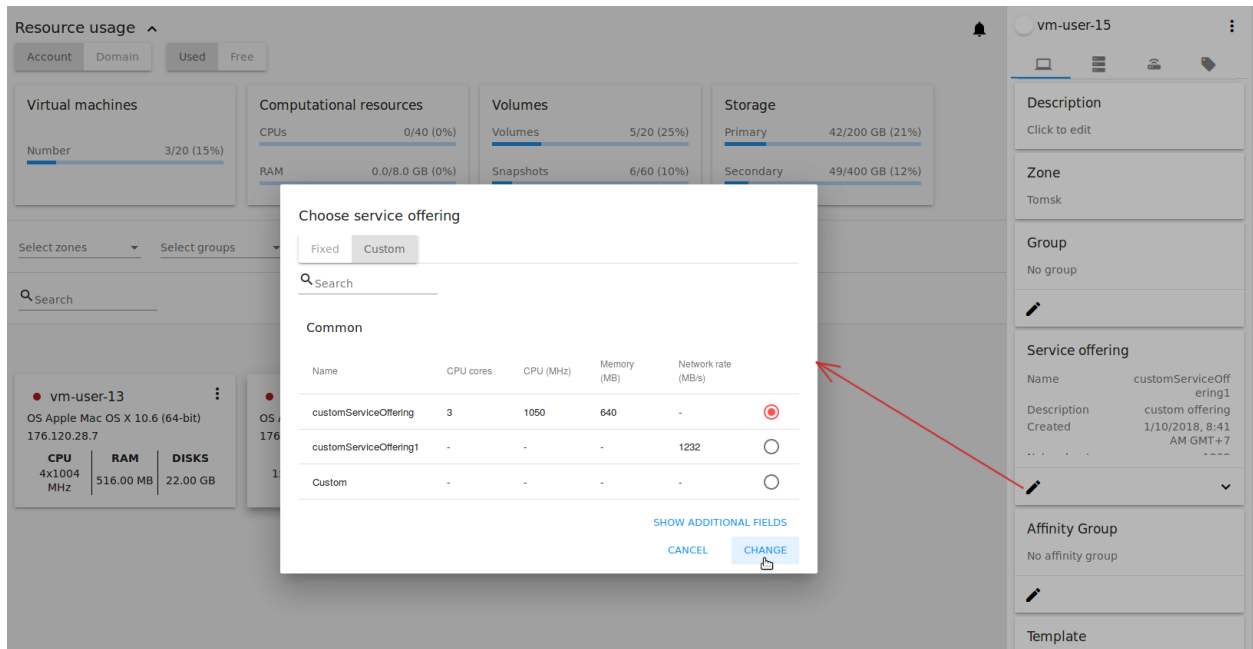 Resource usage
Account Domain Used Free
Virtual machines
Number 3/20 (15%)
Computational resources
CPUs 0/40 (0%)
RAM 0.0/8.0 GB (0%)
Volumes
Volumes 5/20 (25%)
Snapshots 6/60 (10%)
Storage
Primary 42/200 GB (21%)
Secondary 49/400 GB (12%)
Select zones Select groups
Search
vm-user-13
OS Apple Mac OS X 10.6 (64-bit)
176.120.28.7
CPU RAM DISKS
4x1004 MHz 516.00 MB 22.00 GB
Choose service offering
Fixed Custom
Search
Common
Name CPU cores CPU (MHz) Memory (MB) Network rate (MB/s)
customServiceOffering 3 1050 640 -
customServiceOffering1 - - - 1232
Custom - - - -
SHOW ADDITIONAL FIELDS
CANCEL CHANGE
vm-user-15
Description
Click to edit
Zone
Tomsk
Group
No group
Service offering
Name customServiceOff
ering1
Description custom offering
Created 1/10/2018, 8:41
AM GMT+7
Affinity Group
No affinity group
Template